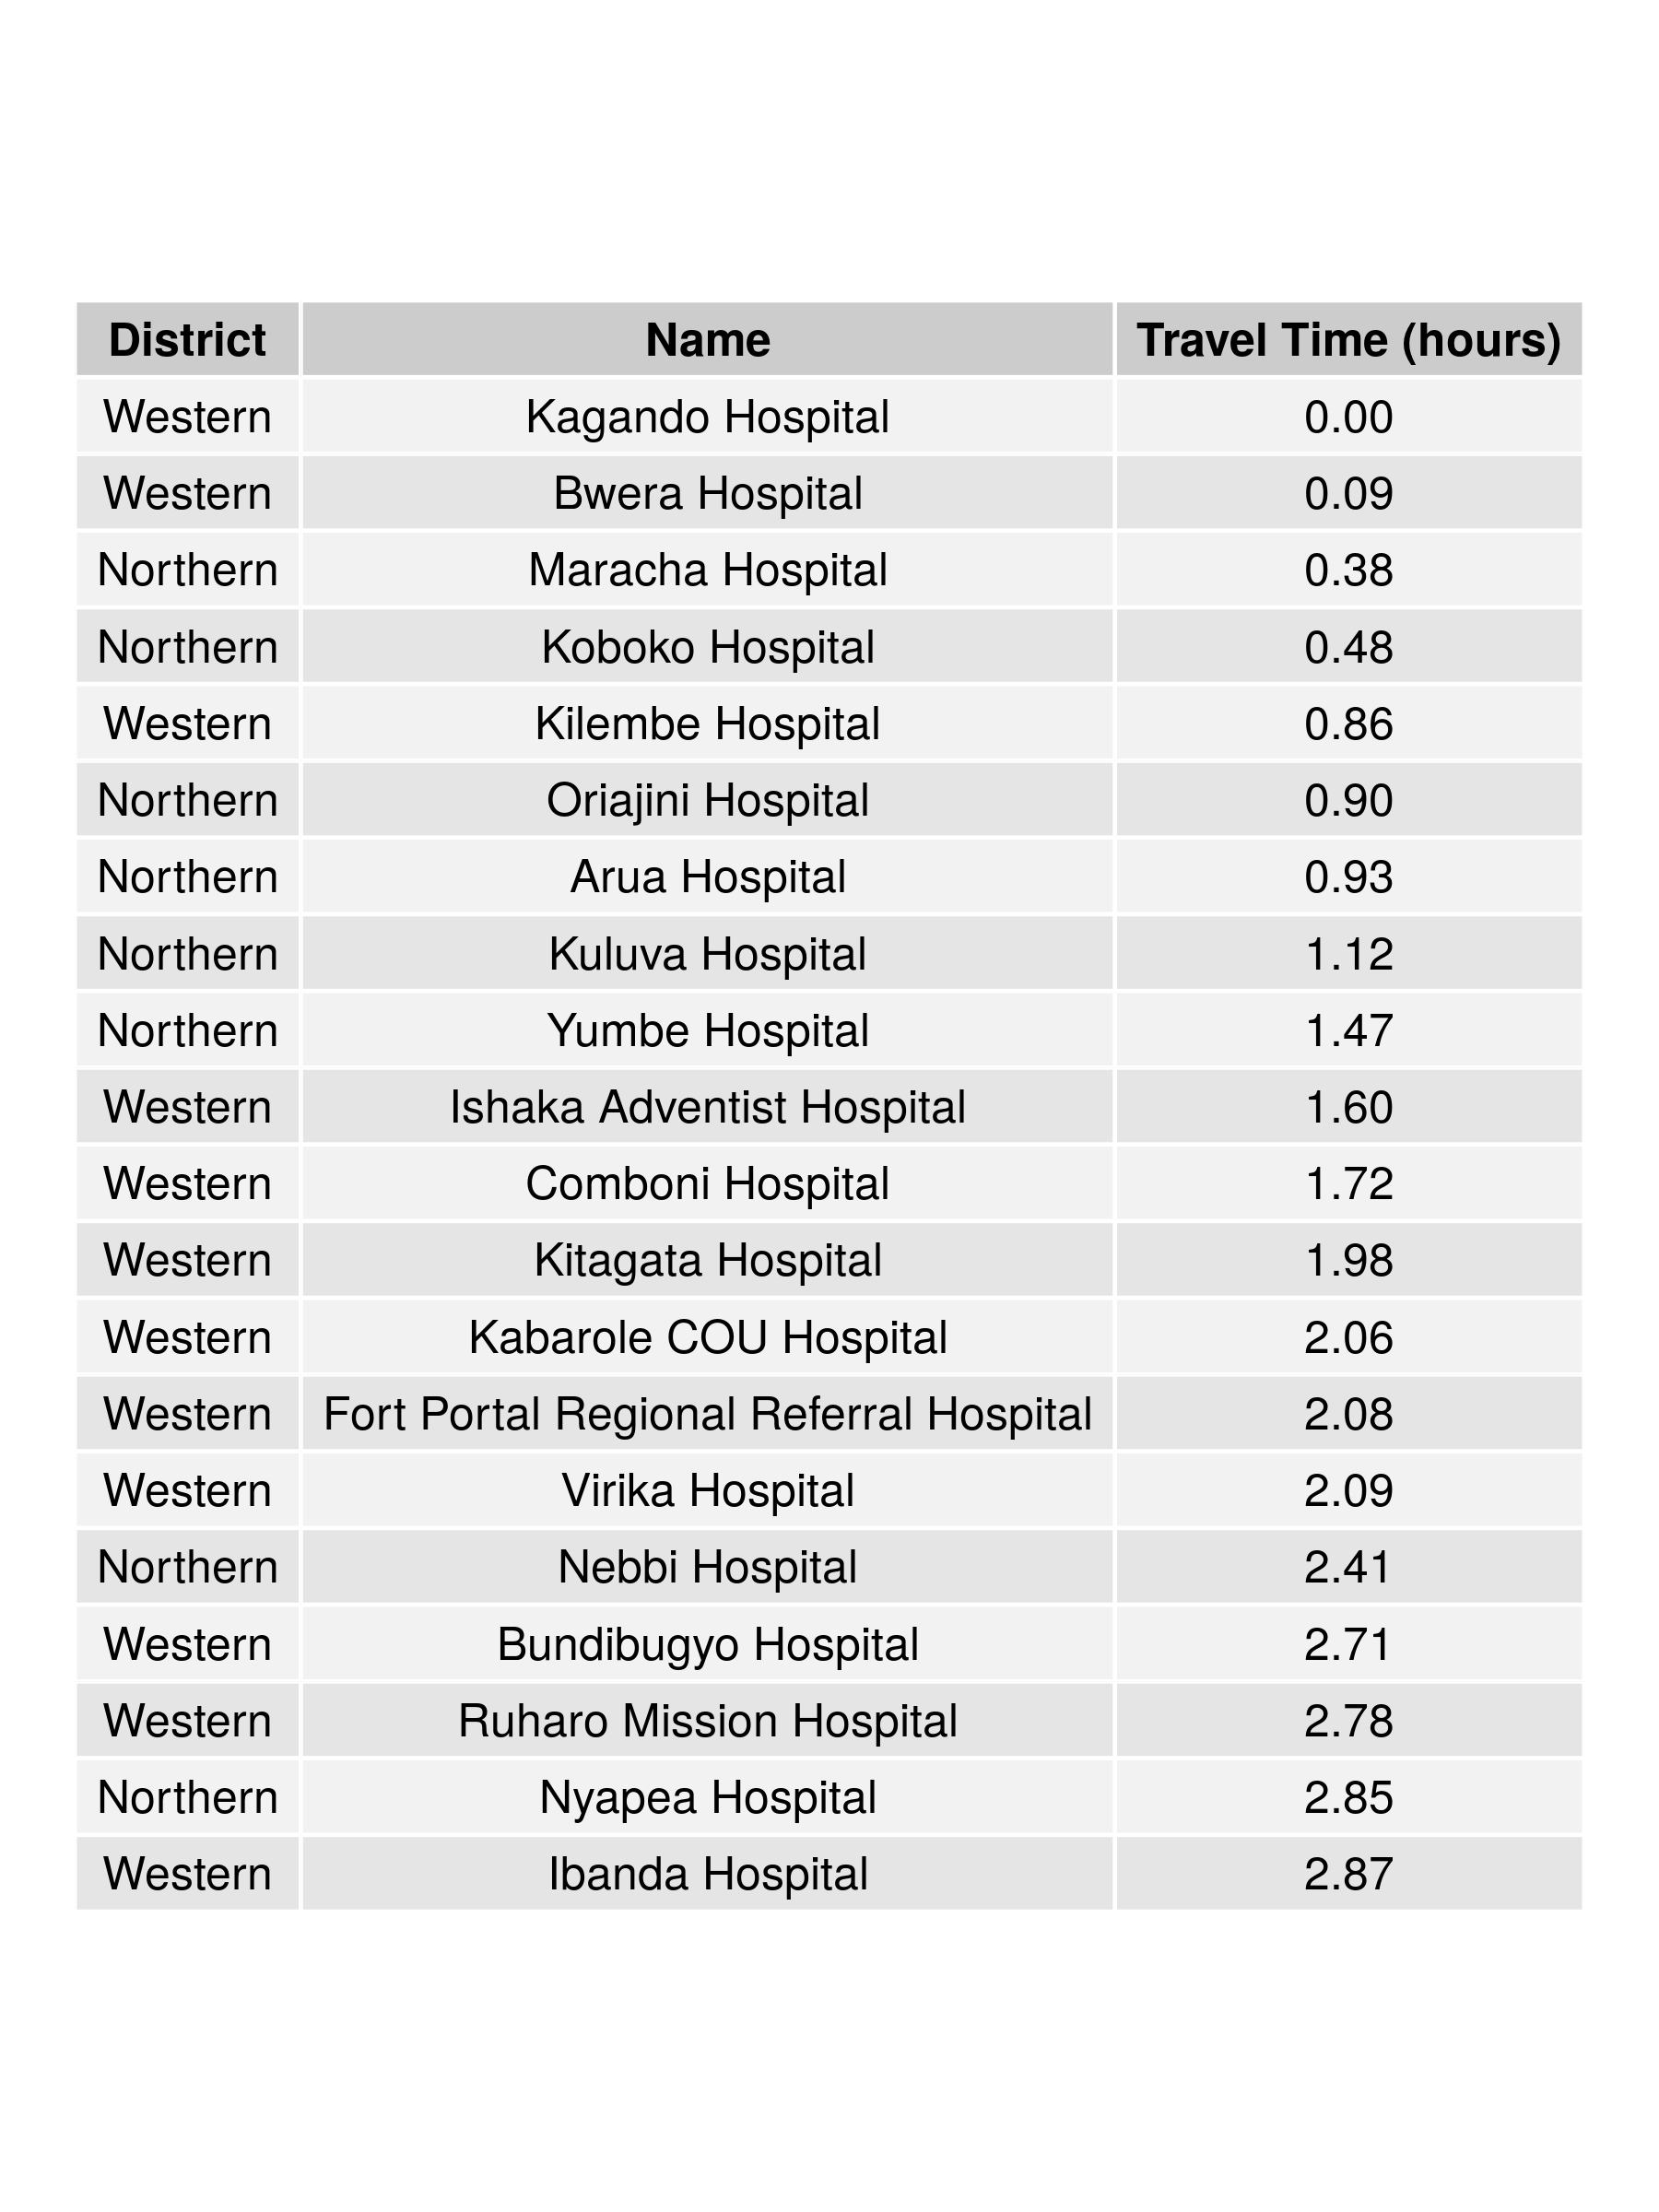 District Name Travel Time (hours)
Western Kagando Hospital 0.00
Western Bwera Hospital 0.09
Northern Maracha Hospital 0.38
Northern Koboko Hospital 0.48
Western Kilembe Hospital 0.86
Northern Oriajini Hospital 0.90
Northern Arua Hospital 0.93
Northern Kuluva Hospital 1.12
Northern Yumbe Hospital 1.47
Western Ishaka Adventist Hospital 1.60
Western Comboni Hospital 1.72
Western Kitagata Hospital 1.98
Western Kabarole COU Hospital 2.06
Western Fort Portal Regional Referral Hospital 2.08
Western Virika Hospital 2.09
Northern Nebbi Hospital 2.41
Western Bundibugyo Hospital 2.71
Western Ruharo Mission Hospital 2.78
Northern Nyapea Hospital 2.85
Western Ibanda Hospital 2.87